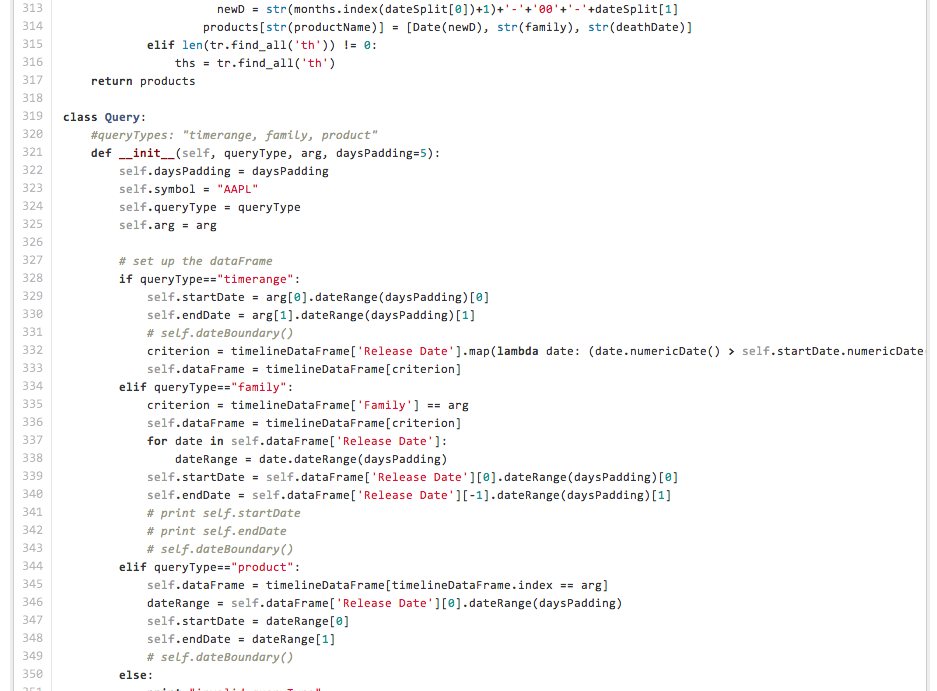 313 newD = str(months.index(dateSplit[0])+1)+'-'+'00'+'-'+dateSplit[1]
314 products[str(productName)] = [Date(newD), str(family), str(deathDate)]
315 elif len(tr.find_all('th')) != 0:
316 ths = tr.find_all('th')
317 return products
318
319 class Query:
320 #queryTypes: "timerange, family, product"
321 def __init__(self, queryType, arg, daysPadding=5):
322 self.daysPadding = daysPadding
323 self.symbol = "AAPL"
324 self.queryType = queryType
325 self.arg = arg
326
327 # set up the dataFrame
328 if queryType=="timerange":
329 self.startDate = arg[0].dateRange(daysPadding)[0]
330 self.endDate = arg[1].dateRange(daysPadding)[1]
331 # self.dateBoundary()
332 criterion = timelineDataFrame['Release Date'].map(lambda date: (date.numericDate() > self.startDate.numericDate
333 self.dataFrame = timelineDataFrame[criterion]
334 elif queryType=="family":
335 criterion = timelineDataFrame['Family'] == arg
336 self.dataFrame = timelineDataFrame[criterion]
337 for date in self.dataFrame['Release Date']:
338 dateRange = date.dateRange(daysPadding)
339 self.startDate = self.dataFrame['Release Date'][0].dateRange(daysPadding)[0]
340 self.endDate = self.dataFrame['Release Date'][-1].dateRange(daysPadding)[1]
341 # print self.startDate
342 # print self.endDate
343 # self.dateBoundary()
344 elif queryType=="product":
345 self.dataFrame = timelineDataFrame[timelineDataFrame.index == arg]
346 dateRange = self.dataFrame['Release Date'][0].dateRange(daysPadding)
347 self.startDate = dateRange[0]
348 self.endDate = dateRange[1]
349 # self.dateBoundary()
350 else: